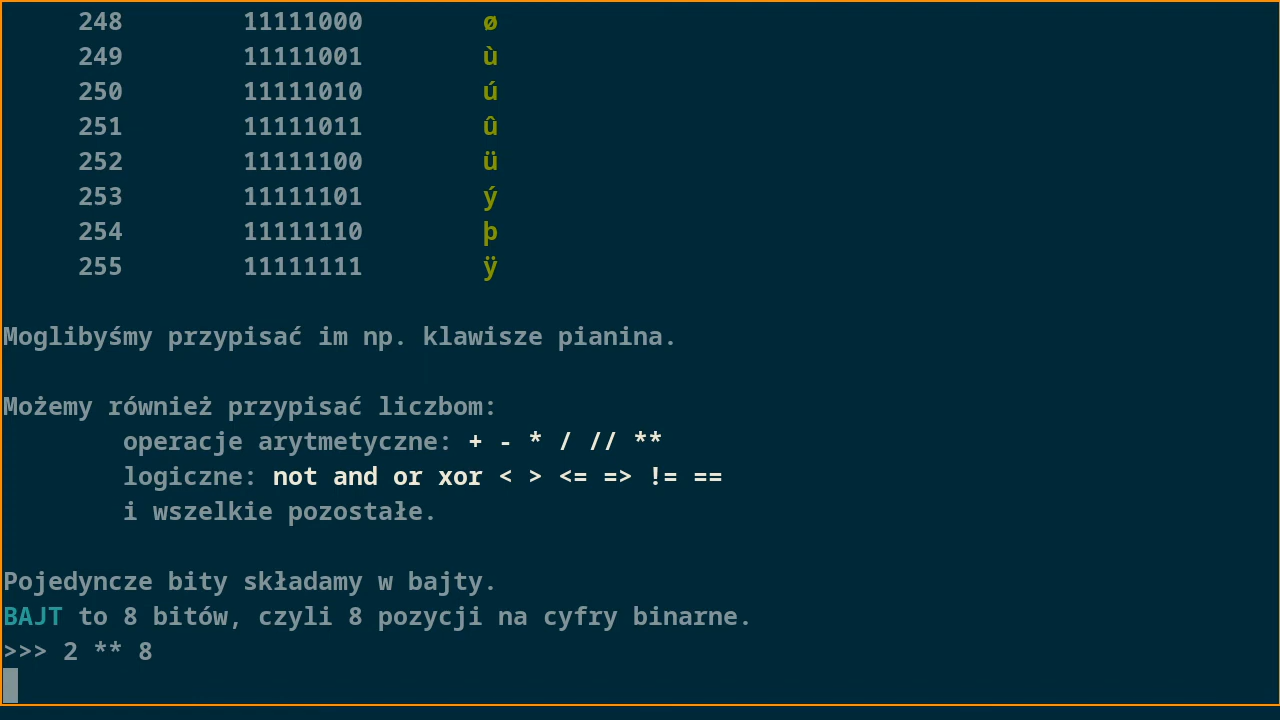 248 11111000 ø
249 11111001 ù
250 11111010 ú
251 11111011 û
252 11111100 ü
253 11111101 ý
254 11111110 þ
255 11111111 ÿ
Moglibyśmy przypisać im np. klawisze pianina.
Możemy również przypisać liczbom:
operacje arytmetyczne: + - * / // **
logiczne: not and or xor < > <= => != ==
i wszelkie pozostałe.
Pojedyncze bity składamy w bajty.
BAJT to 8 bitów, czyli 8 pozycji na cyfry binarne.
>>> 2 ** 8